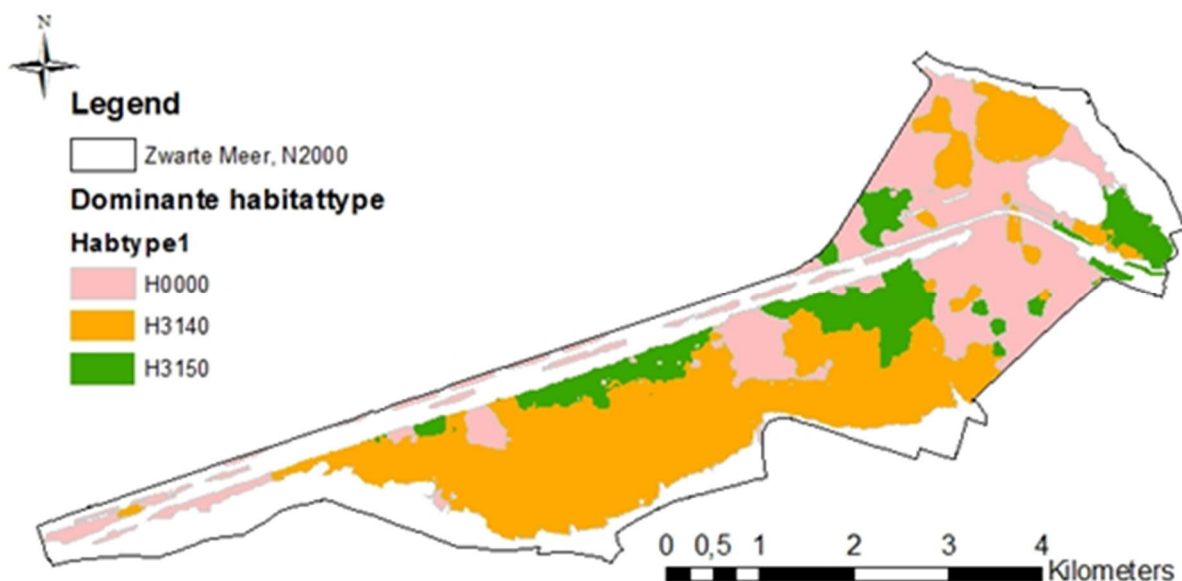 N
Legend
Zwarte Meer, N2000
Dominante habitattype
Habtype1
H0000
H3140
H3150
0 0,5 1 2 3 4
Kilometers